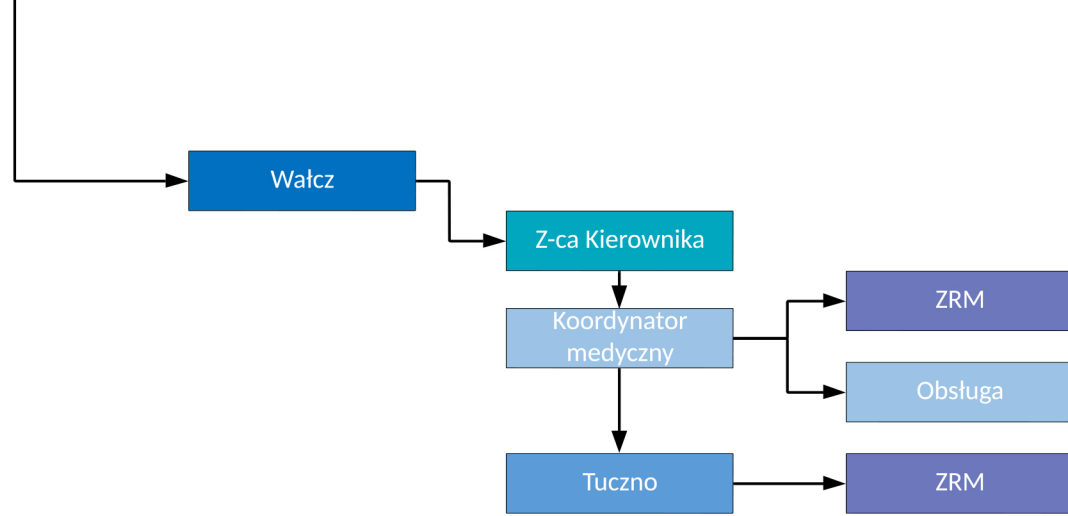 Wałcz
Z-ca Kierownika
Koordynator
medyczny
ZRM
Obsługa
Tuczno
ZRM